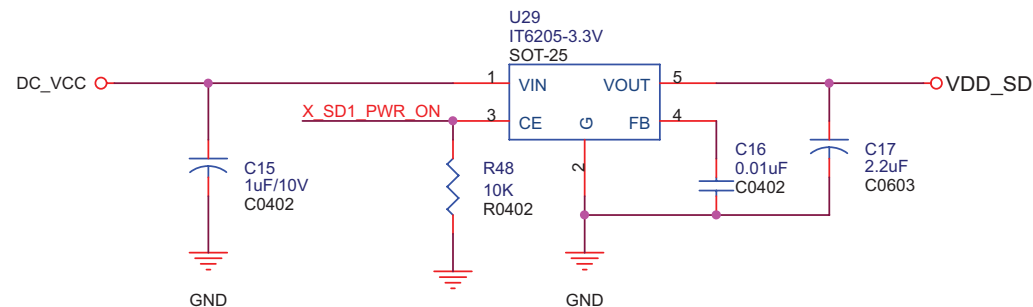 U29
IT6205-3.3V
SOT-25
DC_VCC
1
VIN
VOUT
5
VDD_SD
X_SD1_PWR_ON
3
CE
G
FB
4
2
C15
1uF/10V
C0402
R48
10K
R0402
C16
0.01uF
C0402
C17
2.2uF
C0603
GND
GND